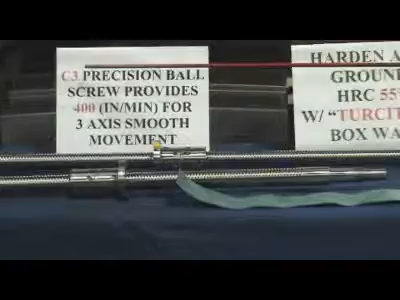 C3 PRECISION BALL
SCREW PROVIDES
400 (IN/MIN) FOR
3 AXIS SMOOTH
MOVEMENT
HARDEN A
GROUN
HRC 55°
W/ “TURCIT
BOX WA